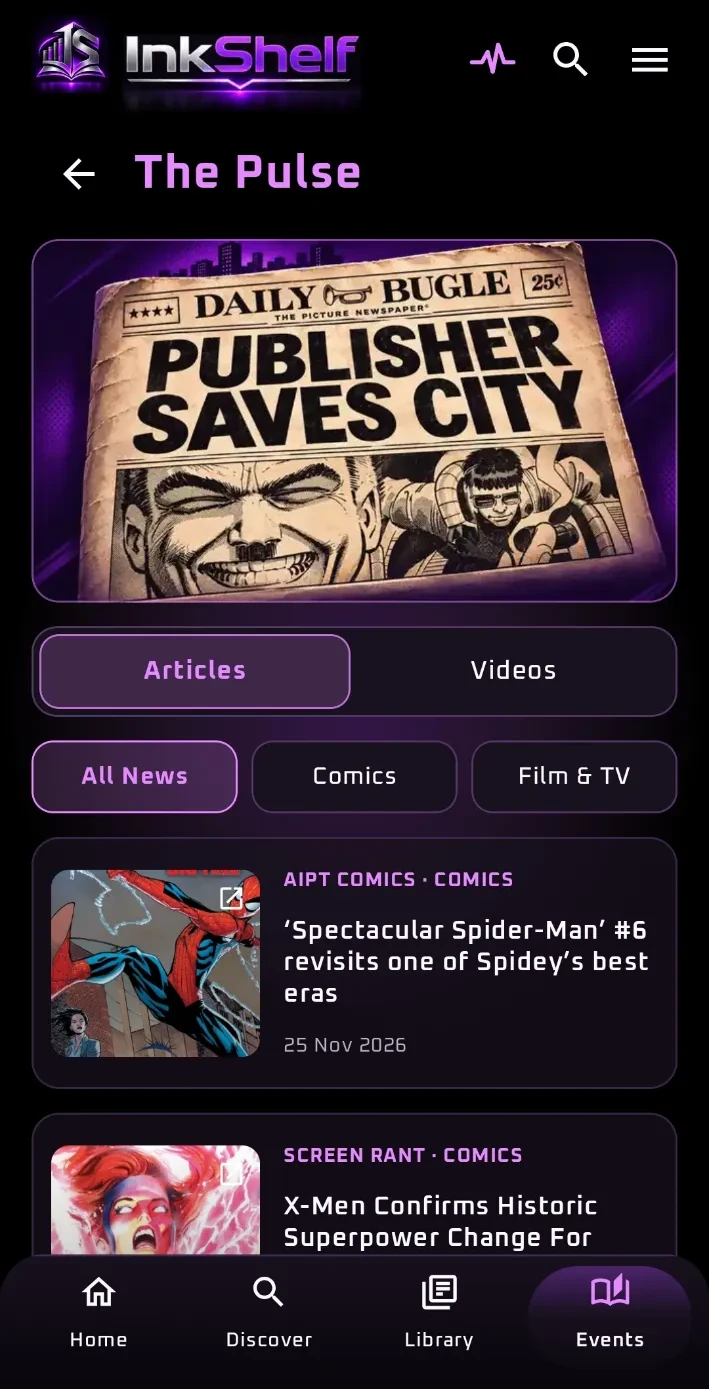 InkShelf
The Pulse
★★★★ DAILY BUGLE 25¢
THE PICTURE NEWSPAPER®
PUBLISHER
SAVES CITY
Articles Videos
All News Comics Film & TV
AIPT COMICS · COMICS
‘Spectacular Spider-Man’ #6
revisits one of Spidey’s best
eras
25 Nov 2026
SCREEN RANT · COMICS
X-Men Confirms Historic
Superpower Change For
Home Discover Library Events